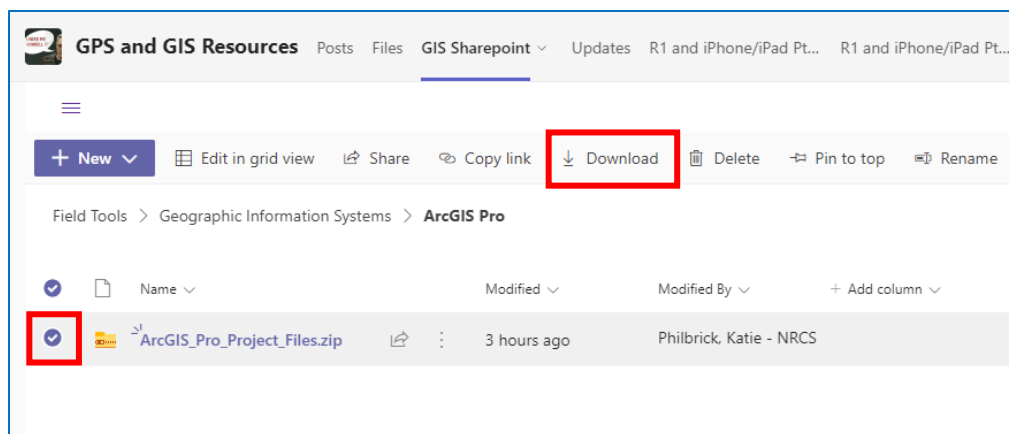 GPS and GIS Resources Posts Files GIS Sharepoint Updates R1 and iPhone/iPad Pt... R1 and iPhone/iPad Pt...
+ New Edit in grid view Share Copy link Download Delete Pin to top Rename
Field Tools > Geographic Information Systems > ArcGIS Pro
Name Modified Modified By + Add column
ArcGIS_Pro_Project_Files.zip 3 hours ago Philbrick, Katie - NRCS